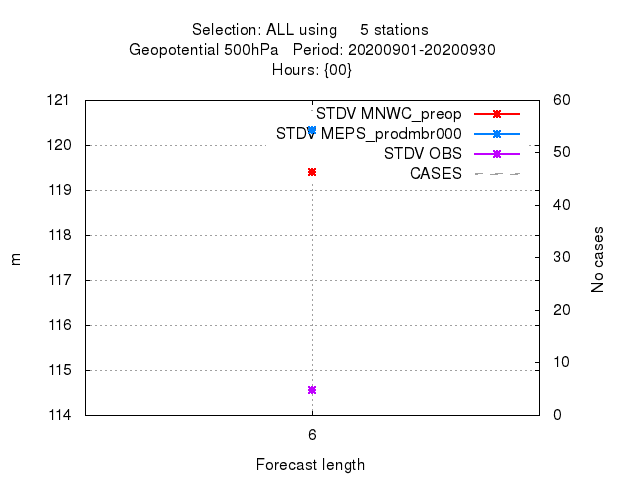 Selection: ALL using 5 stations
Geopotential 500hPa Period: 20200901-20200930
Hours: {00}
121
120
119
118
117
116
115
114
60
50
40
30
20
10
0
STDV MNWC_preop
STDV MEPS_prodmbr000
STDV OBS
CASES
m
No cases
6
Forecast length